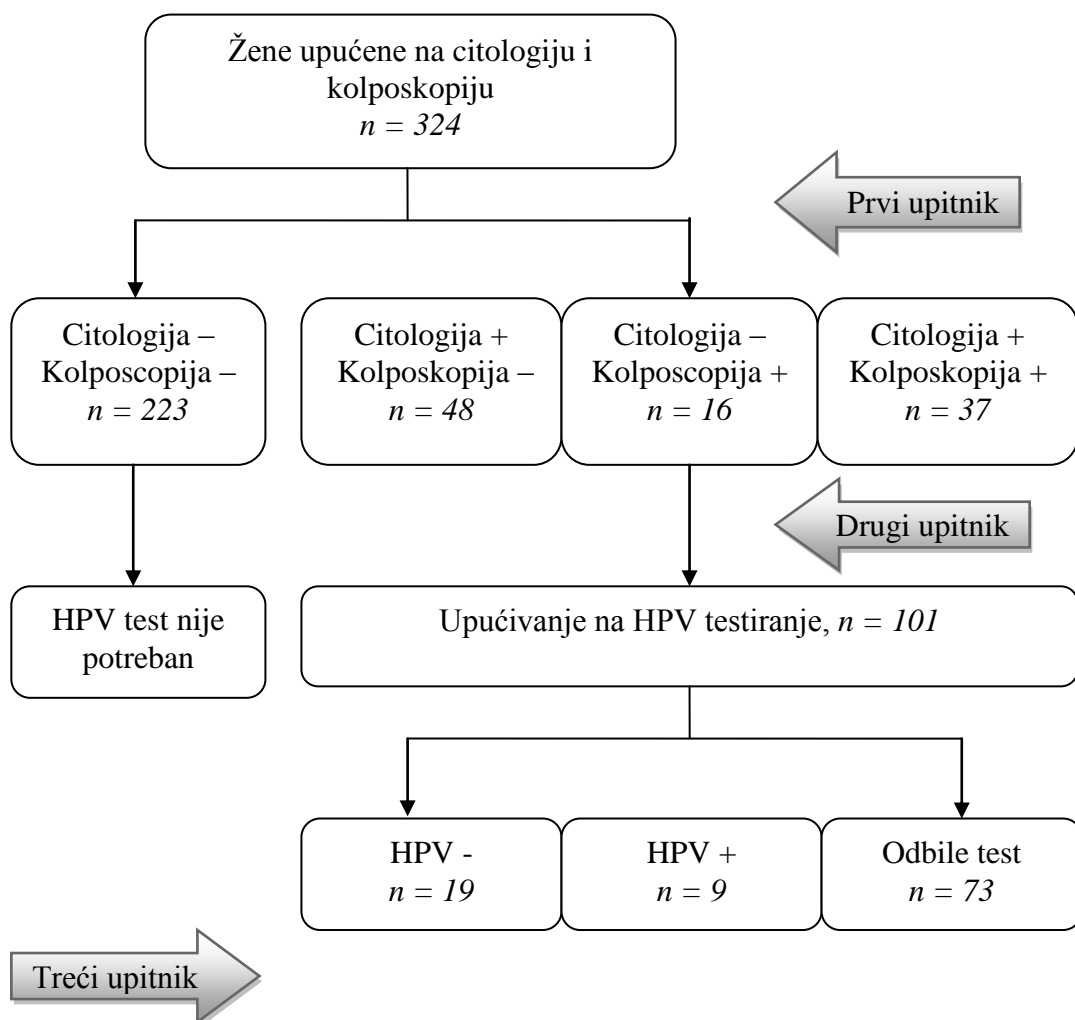 Žene upućene na citologiju i
kolposkopiju
n = 324
Prvi upitnik
Citologija –
Kolposcopija –
n = 223
Citologija +
Kolposkopija –
n = 48
Citologija –
Kolposcopija +
n = 16
Citologija +
Kolposkopija +
n = 37
Drugi upitnik
HPV test nije
potreban
Upućivanje na HPV testiranje, n = 101
HPV -
n = 19
HPV +
n = 9
Odbile test
n = 73
Treći upitnik